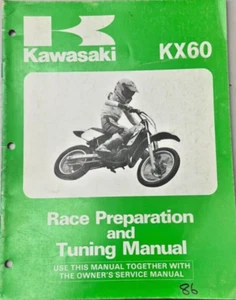 Kawasaki KX60
Race Preparation
and
Tuning Manual
USE THIS MANUAL TOGETHER WITH
THE OWNER'S SERVICE MANUAL
86